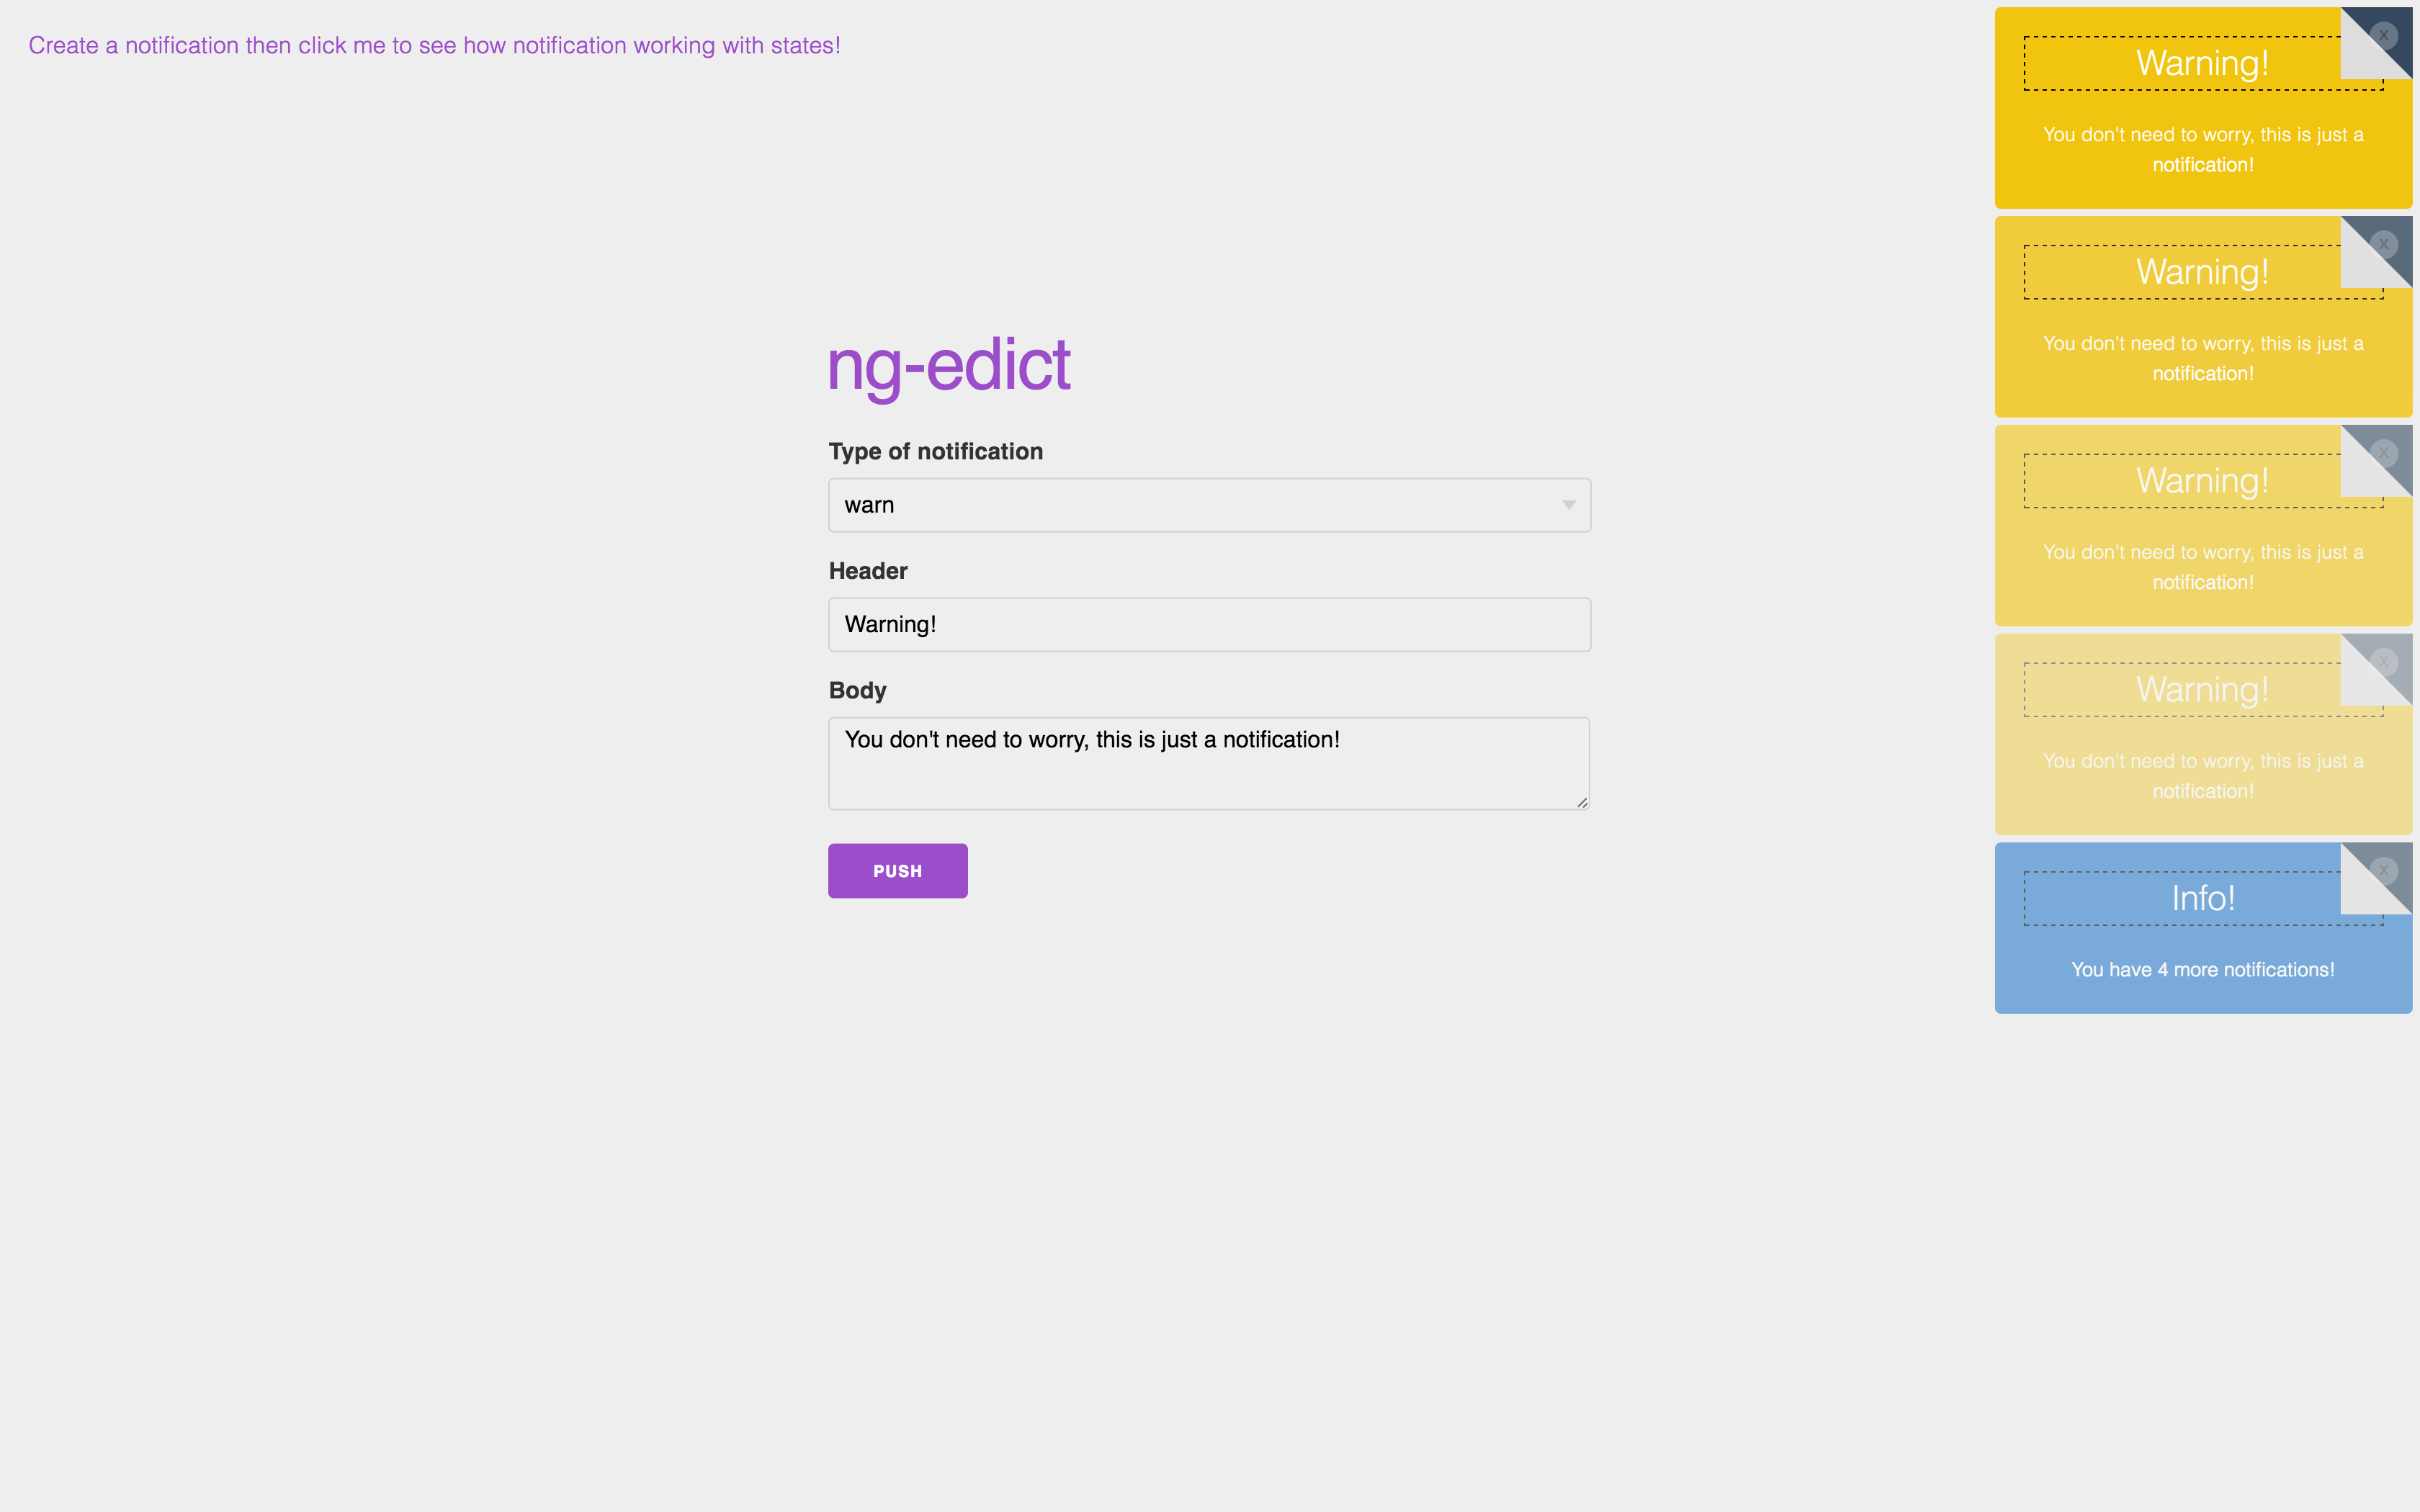 Create a notification then click me to see how notification working with states!
ng-edict
Type of notification
warn
Header
Warning!
Body
You don't need to worry, this is just a notification!
PUSH
X
Warning!
You don't need to worry, this is just a
notification!
X
Warning!
You don't need to worry, this is just a
notification!
X
Warning!
You don't need to worry, this is just a
notification!
X
Warning!
You don't need to worry, this is just a
notification!
X
Info!
You have 4 more notifications!